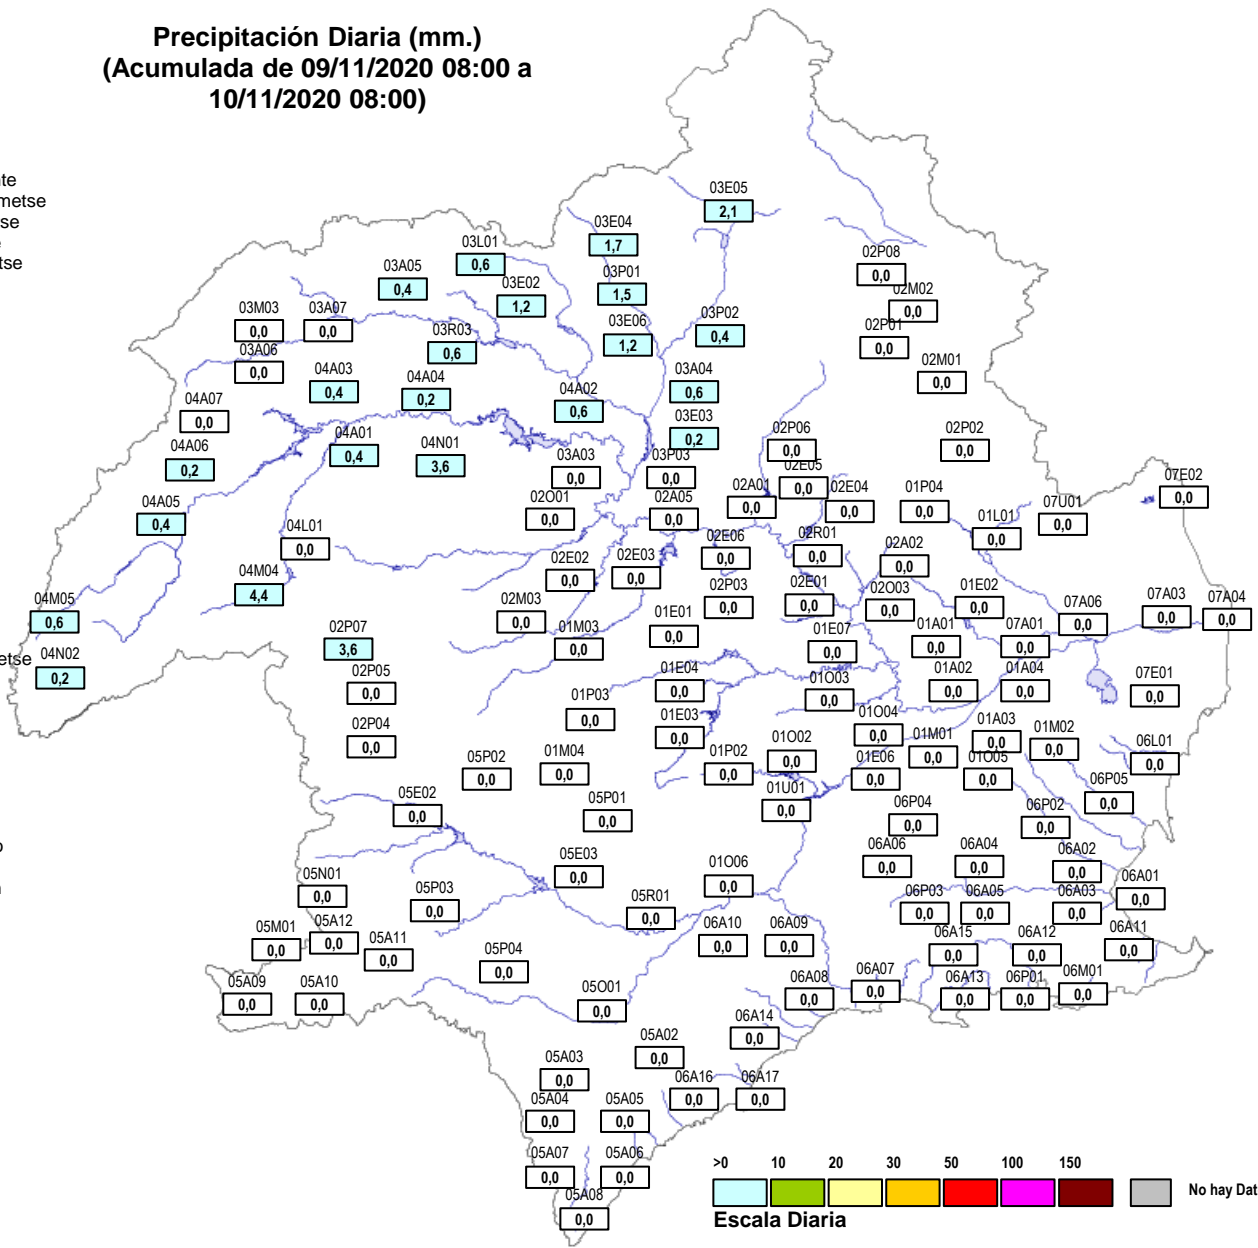 Precipitación Diaria (mm.)
(Acumulada de 09/11/2020 08:00 a
10/11/2020 08:00)
te
metse
se
e
tse
etse
o
n
03E05
2,1
03E04
1,7
03L01
0,6
03A05
0,4
03E02
1,2
03P01
1,5
02P08
0,0
02M02
0,0
03M03
0,0
03A07
0,0
03R03
0,6
03E06
1,2
03P02
0,4
02P01
0,0
03A06
0,0
04A03
0,4
04A04
0,2
04A02
0,6
03A04
0,6
02M01
0,0
04A07
0,0
03E03
0,2
04A01
0,4
04N01
3,6
02P06
0,0
02P02
0,0
04A06
0,2
03A03
0,0
03P03
0,0
02E05
0,0
07E02
0,0
04A05
0,4
02O01
0,0
02A05
0,0
02A01
0,0
02E04
0,0
01P04
0,0
07U01
0,0
01L01
0,0
04L01
0,0
02E06
0,0
02R01
0,0
02A02
0,0
04M04
4,4
02E02
0,0
02E03
0,0
02P03
0,0
02E01
0,0
02O03
0,0
01E02
0,0
04M05
0,6
02M03
0,0
01E01
0,0
07A06
0,0
07A03
0,0
07A04
0,0
02P07
3,6
01M03
0,0
01E07
0,0
01A01
0,0
07A01
0,0
04N02
0,2
02P05
0,0
01E04
0,0
01O03
0,0
01A02
0,0
01A04
0,0
07E01
0,0
01P03
0,0
02P04
0,0
01E03
0,0
01O04
0,0
01A03
0,0
01M02
0,0
05P02
0,0
01M04
0,0
01P02
0,0
01O02
0,0
01M01
0,0
01E06
0,0
01O05
0,0
06L01
0,0
05E02
0,0
05P01
0,0
01U01
0,0
06P04
0,0
06P02
0,0
06P05
0,0
05E03
0,0
01O06
0,0
06A06
0,0
06A04
0,0
06A02
0,0
05N01
0,0
05P03
0,0
05R01
0,0
06P03
0,0
06A05
0,0
06A03
0,0
06A01
0,0
05M01
0,0
05A12
0,0
05A11
0,0
06A10
0,0
06A09
0,0
06A15
0,0
06A12
0,0
06A11
0,0
05P04
0,0
05A09
0,0
05A10
0,0
05O01
0,0
06A08
0,0
06A07
0,0
06A13
0,0
06P01
0,0
06M01
0,0
05A02
0,0
06A14
0,0
05A03
0,0
06A16
0,0
06A17
0,0
05A04
0,0
05A05
0,0
05A07
0,0
05A06
0,0
05A08
0,0
>0 10 20 30 50 100 150
No hay Dat
Escala Diaria